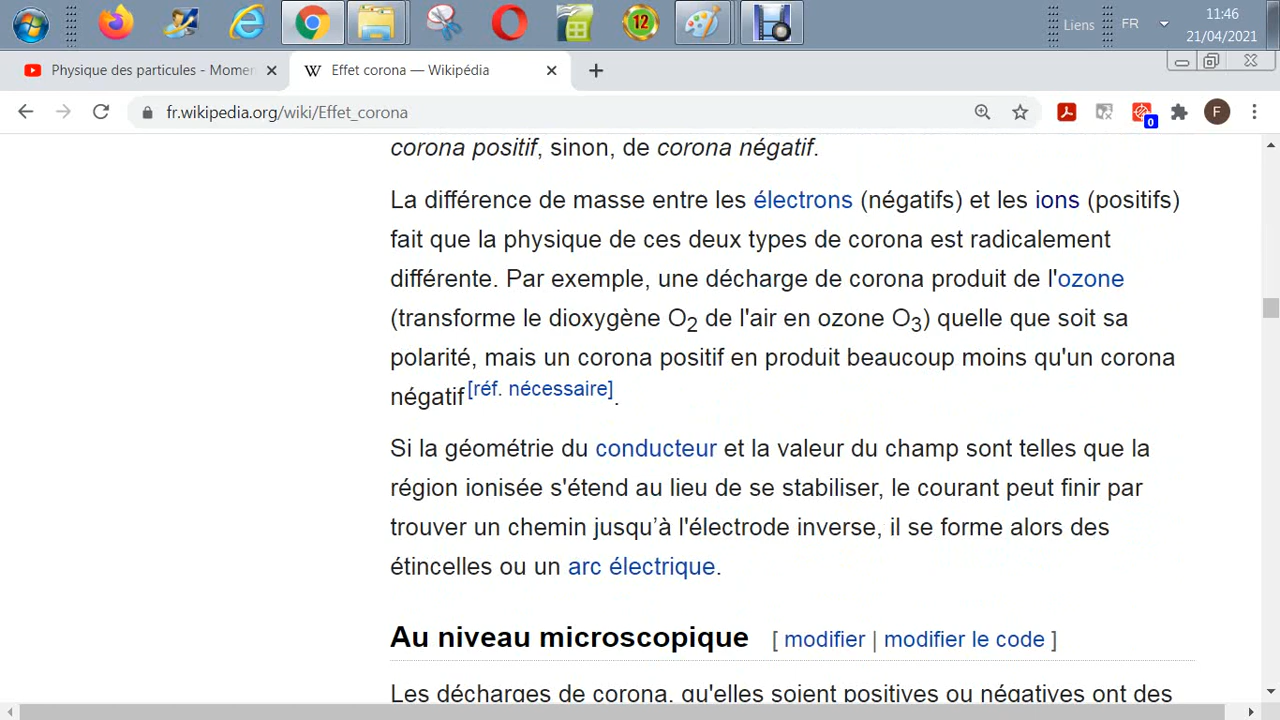 12
Liens
FR
11:46
21/04/2021
Physique des particules - Momen
W Effet corona — Wikipédia
fr.wikipedia.org/wiki/Effet_corona
0
F
corona positif, sinon, de corona négatif.
La différence de masse entre les électrons (négatifs) et les ions (positifs)
fait que la physique de ces deux types de corona est radicalement
différente. Par exemple, une décharge de corona produit de l'ozone
(transforme le dioxygène O2 de l'air en ozone O3) quelle que soit sa
polarité, mais un corona positif en produit beaucoup moins qu'un corona
négatif[réf. nécessaire].
Si la géométrie du conducteur et la valeur du champ sont telles que la
région ionisée s'étend au lieu de se stabiliser, le courant peut finir par
trouver un chemin jusqu’à l'électrode inverse, il se forme alors des
étincelles ou un arc électrique.
Au niveau microscopique [ modifier | modifier le code ]
Les décharges de corona, qu'elles soient positives ou négatives ont des